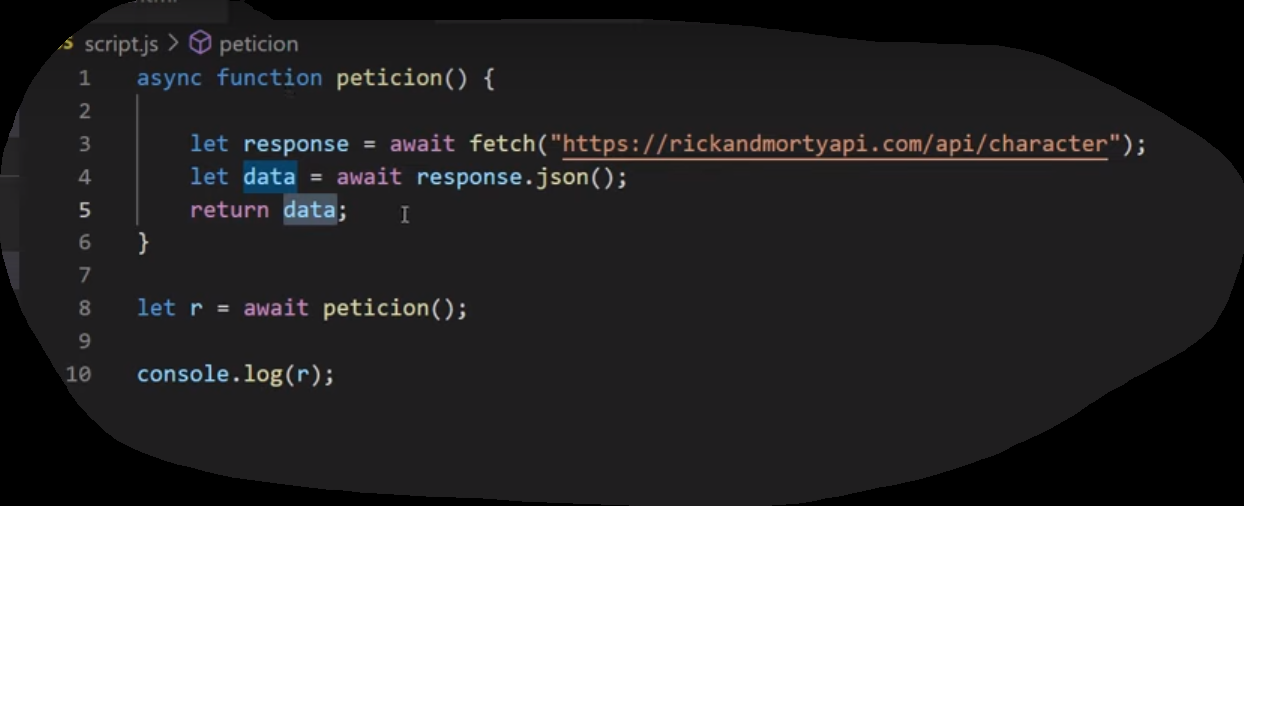 script.js > peticion
1 async function peticion() {
2
3 let response = await fetch("https://rickandmortyapi.com/api/character");
4 let data = await response.json();
5 return data;
6 }
7
8 let r = await peticion();
9
10 console.log(r);